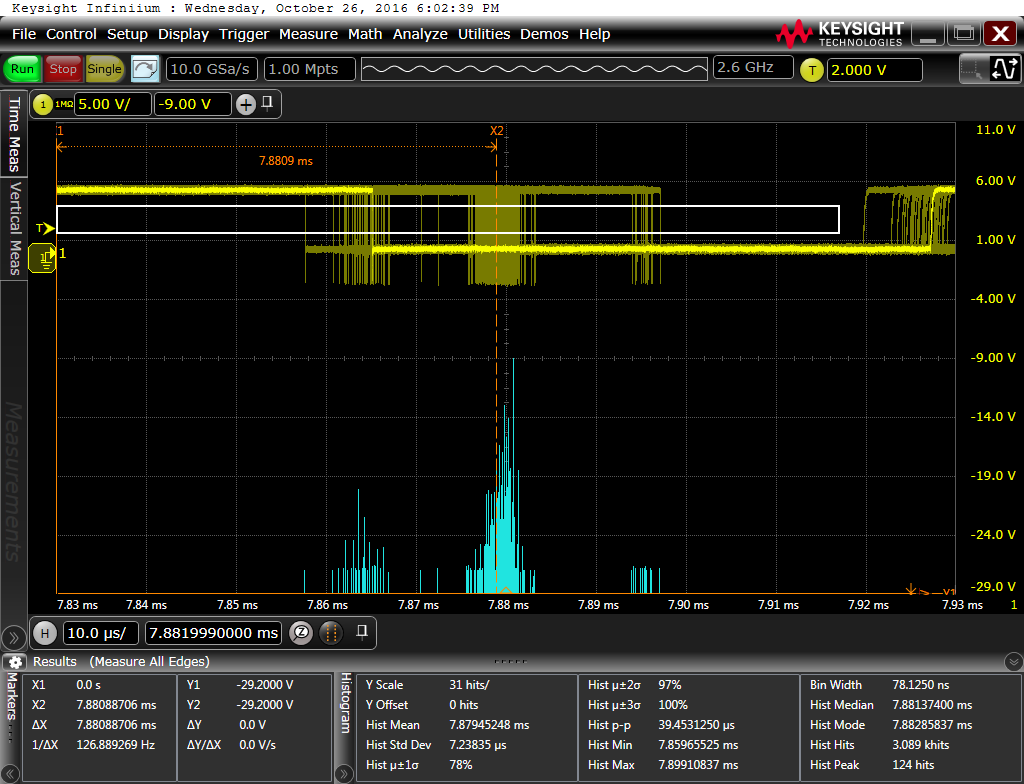 Keysight Infiniium : Wednesday, October 26, 2016 6:02:39 PM
File Control Setup Display Trigger Measure Math Analyze Utilities Demos Help
KEYSIGHT
TECHNOLOGIES
Run Stop Single 10.0 GSa/s 1.00 Mpts 2.6 GHz T 2.000 V
1 1MΩ 5.00 V/ -9.00 V
Time Meas
Vertical Meas
Measurements
1 X2 11.0 V
7.8809 ms
6.00 V
T
1.00 V
1 1
-4.00 V
-9.00 V
-14.0 V
-19.0 V
-24.0 V
-29.0 V
Y1
7.83 ms 7.84 ms 7.85 ms 7.86 ms 7.87 ms 7.88 ms 7.89 ms 7.90 ms 7.91 ms 7.92 ms 7.93 ms 1
H 10.0 µs/ 7.8819990000 ms
Results (Measure All Edges)
Markers...
X1 0.0 s
X2 7.88088706 ms
ΔX 7.88088706 ms
1/ΔX 126.889269 Hz
Y1 -29.2000 V
Y2 -29.2000 V
ΔY 0.0 V
ΔY/ΔX 0.0 V/s
Histogram
Y Scale 31 hits/
Y Offset 0 hits
Hist Mean 7.87945248 ms
Hist Std Dev 7.23835 µs
Hist µ±1σ 78%
Hist µ±2σ 97%
Hist µ±3σ 100%
Hist p-p 39.4531250 µs
Hist Min 7.85965525 ms
Hist Max 7.89910837 ms
Bin Width 78.1250 ns
Hist Median 7.88137400 ms
Hist Mode 7.88285837 ms
Hist Hits 3.089 khits
Hist Peak 124 hits